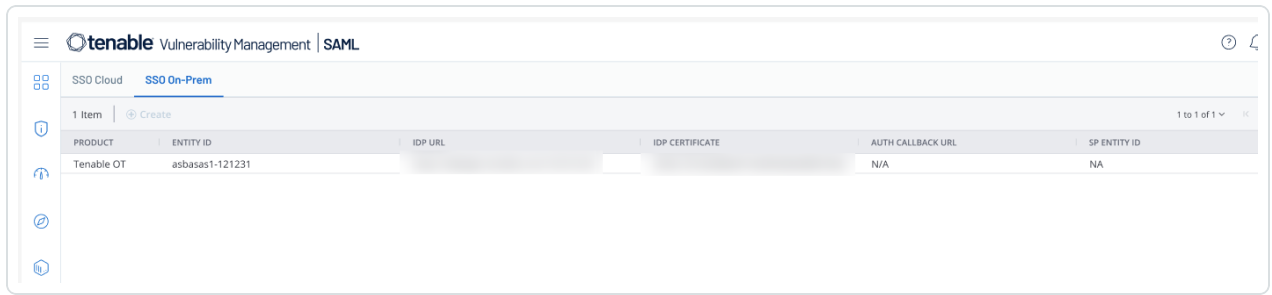 tenable Vulnerability Management | SAML
SSO Cloud SSO On-Prem
1 Item Create 1 to 1 of 1
PRODUCT ENTITY ID IDP URL IDP CERTIFICATE AUTH CALLBACK URL SP ENTITY ID
Tenable OT asbasas1-121231 N/A NA